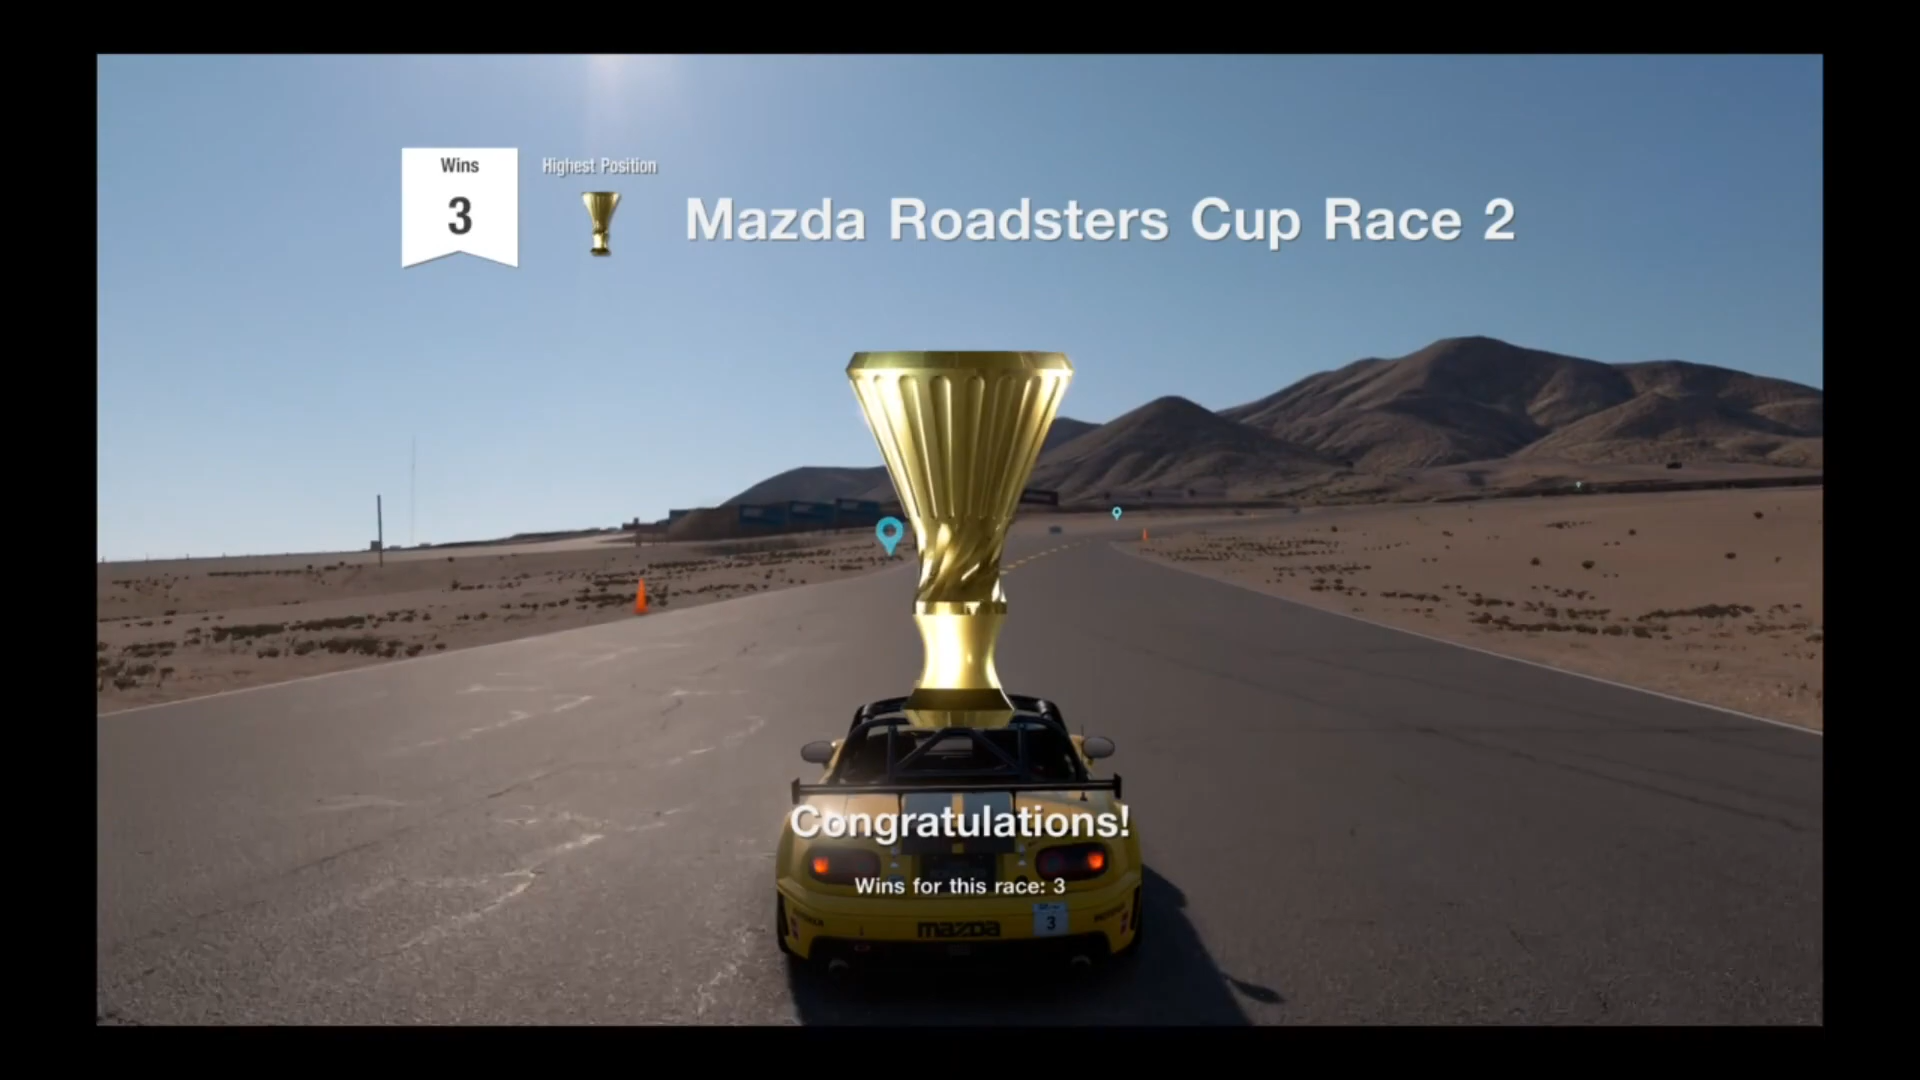 Wins
3
Highest Position
Mazda Roadsters Cup Race 2
Congratulations!
Wins for this race: 3
mazda
3